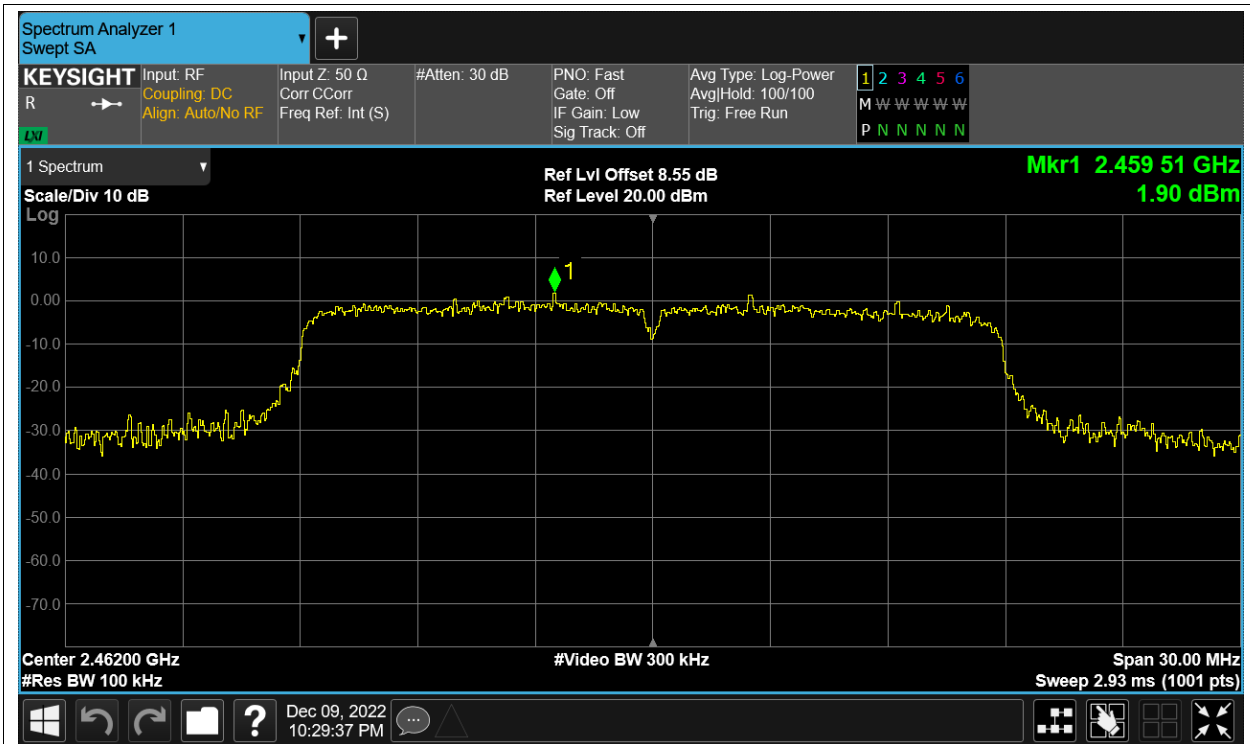 Spectrum Analyzer 1
Swept SA
+
KEYSIGHT
R
LXI
Input: RF
Coupling: DC
Align: Auto/No RF
Input Z: 50 Ω
Corr CCorr
Freq Ref: Int (S)
#Atten: 30 dB
PNO: Fast
Gate: Off
IF Gain: Low
Sig Track: Off
Avg Type: Log-Power
Avg|Hold: 100/100
Trig: Free Run
1 2 3 4 5 6
M W W W W W
P N N N N N
1 Spectrum
Scale/Div 10 dB
Log
Ref Lvl Offset 8.55 dB
Ref Level 20.00 dBm
Mkr1 2.459 51 GHz
1.90 dBm
1
10.0
0.00
-10.0
-20.0
-30.0
-40.0
-50.0
-60.0
-70.0
Center 2.46200 GHz
#Res BW 100 kHz
#Video BW 300 kHz
Span 30.00 MHz
Sweep 2.93 ms (1001 pts)
?
Dec 09, 2022
10:29:37 PM